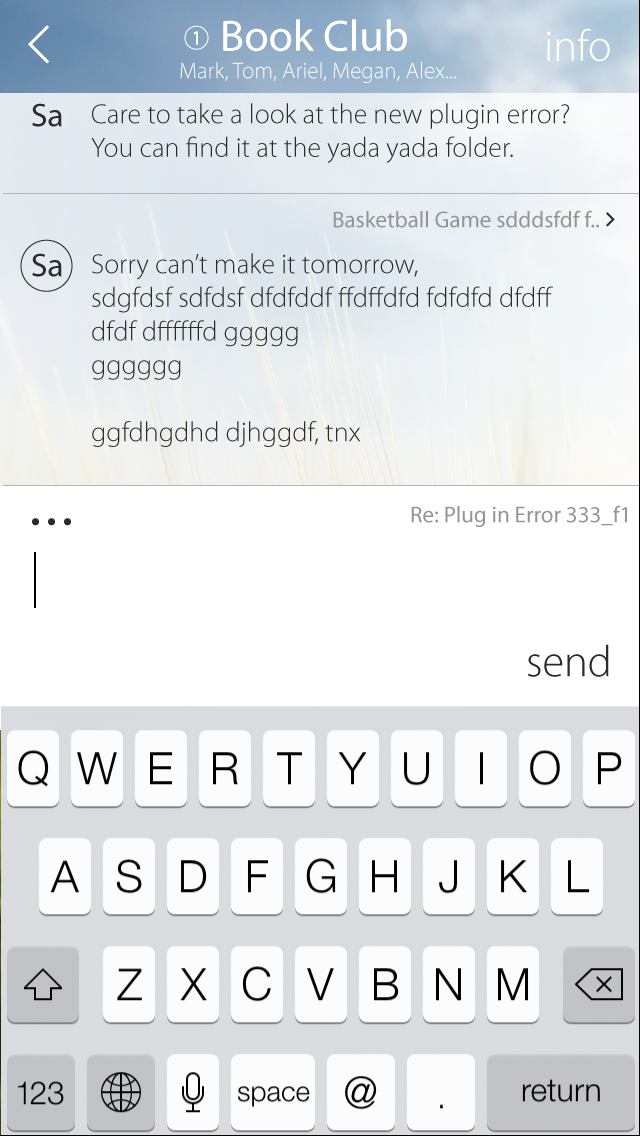 ① Book Club
info
Mark, Tom, Ariel, Megan, Alex...
Sa
Care to take a look at the new plugin error?
You can find it at the yada yada folder.
Basketball Game sdddsfdf f.. >
Sa
Sorry can't make it tomorrow,
sdgfdsf sdfdsf dfdfddf ffdffdfd fdfdfd dfdff
dfdf dffffffd ggggg
gggggg
ggfdhgdhd djhggdf, tnx
...
Re: Plug in Error 333_f1
send
Q W E R T Y U I O P
A S D F G H J K L
Z X C V B N M
123 space @ . return